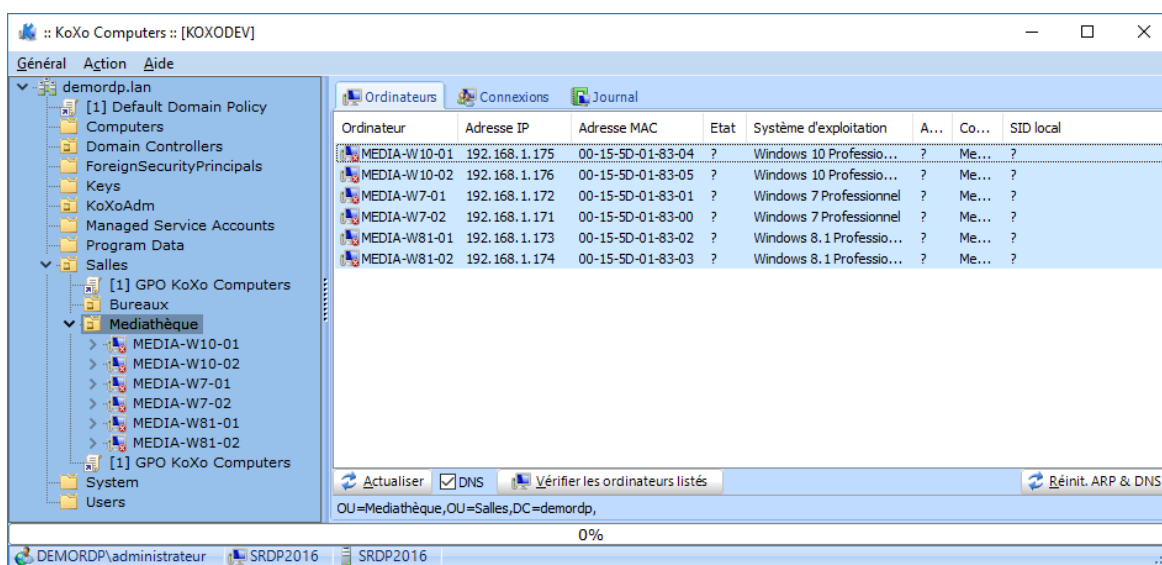 :: KoXo Computers :: [KOXODEV]
Général Action Aide
demordp.lan
[1] Default Domain Policy
Computers
Domain Controllers
ForeignSecurityPrincipals
Keys
KoXoAdm
Managed Service Accounts
Program Data
Salles
[1] GPO KoXo Computers
Bureaux
Mediathèque
MEDIA-W10-01
MEDIA-W10-02
MEDIA-W7-01
MEDIA-W7-02
MEDIA-W81-01
MEDIA-W81-02
[1] GPO KoXo Computers
System
Users
Ordinateurs Connexions Journal
Ordinateur Adresse IP Adresse MAC Etat Système d'exploitation A... Co... SID local
MEDIA-W10-01 192.168.1.175 00-15-5D-01-83-04 ? Windows 10 Professio... ? Me... ?
MEDIA-W10-02 192.168.1.176 00-15-5D-01-83-05 ? Windows 10 Professio... ? Me... ?
MEDIA-W7-01 192.168.1.172 00-15-5D-01-83-01 ? Windows 7 Professionnel ? Me... ?
MEDIA-W7-02 192.168.1.171 00-15-5D-01-83-00 ? Windows 7 Professionnel ? Me... ?
MEDIA-W81-01 192.168.1.173 00-15-5D-01-83-02 ? Windows 8.1 Professio... ? Me... ?
MEDIA-W81-02 192.168.1.174 00-15-5D-01-83-03 ? Windows 8.1 Professio... ? Me... ?
Actualiser DNS Vérifier les ordinateurs listés Réinit. ARP & DNS
OU=Mediathèque,OU=Salles,DC=demordp,
0%
DEMORDP\administrateur SRDP2016 SRDP2016